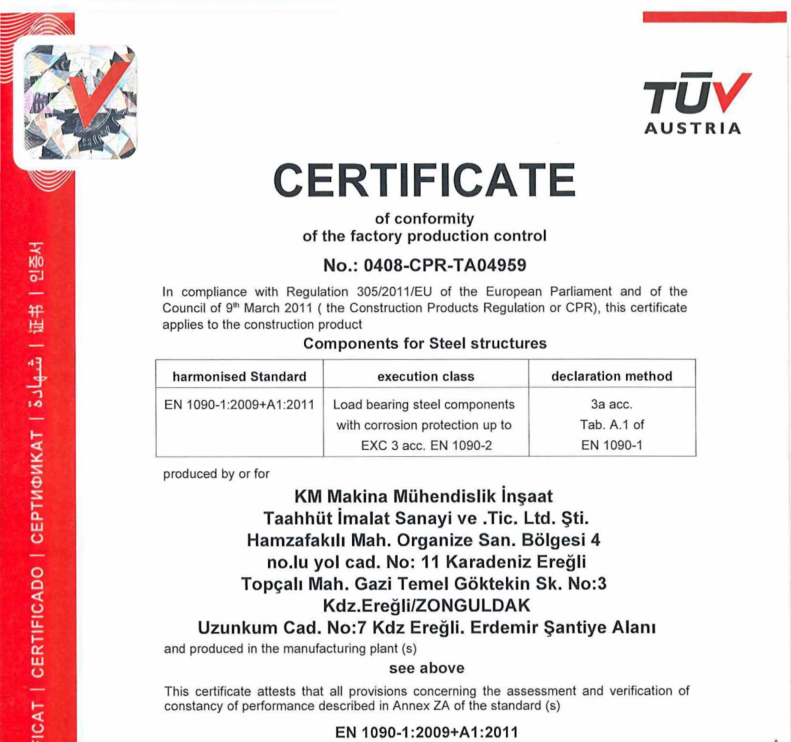 TÜV
AUSTRIA
CERTIFICATE
of conformity
of the factory production control
No.: 0408-CPR-TA04959
In compliance with Regulation 305/2011/EU of the European Parliament and of the
Council of 9th March 2011 ( the Construction Products Regulation or CPR), this certificate
applies to the construction product
Components for Steel structures
harmonised Standard execution class declaration method
EN 1090-1:2009+A1:2011 Load bearing steel components 3a acc.
with corrosion protection up to Tab. A.1 of
EXC 3 acc. EN 1090-2 EN 1090-1
produced by or for
KM Makina Mühendislik İnşaat
Taahhüt İmalat Sanayi ve .Tic. Ltd. Şti.
Hamzafakılı Mah. Organize San. Bölgesi 4
no.lu yol cad. No: 11 Karadeniz Ereğli
Topçalı Mah. Gazi Temel Göktekin Sk. No:3
Kdz.Ereğli/ZONGULDAK
Uzunkum Cad. No:7 Kdz Ereğli. Erdemir Şantiye Alanı
and produced in the manufacturing plant (s)
see above
This certificate attests that all provisions concerning the assessment and verification of
constancy of performance described in Annex ZA of the standard (s)
EN 1090-1:2009+A1:2011
ICAT | CERTIFICADO | СЕРТИФИКАТ | شهادة | 证书 | 인증서